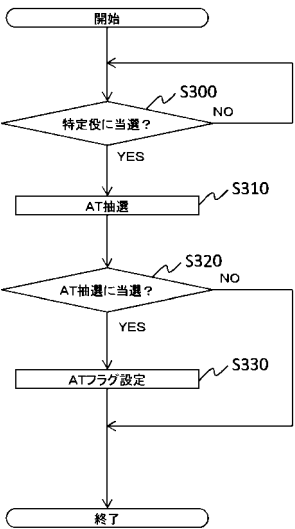 開始
S300
特定役に当選？
NO
YES
S310
AT抽選
S320
NO
AT抽選に当選？
YES
S330
ATフラグ設定
終了